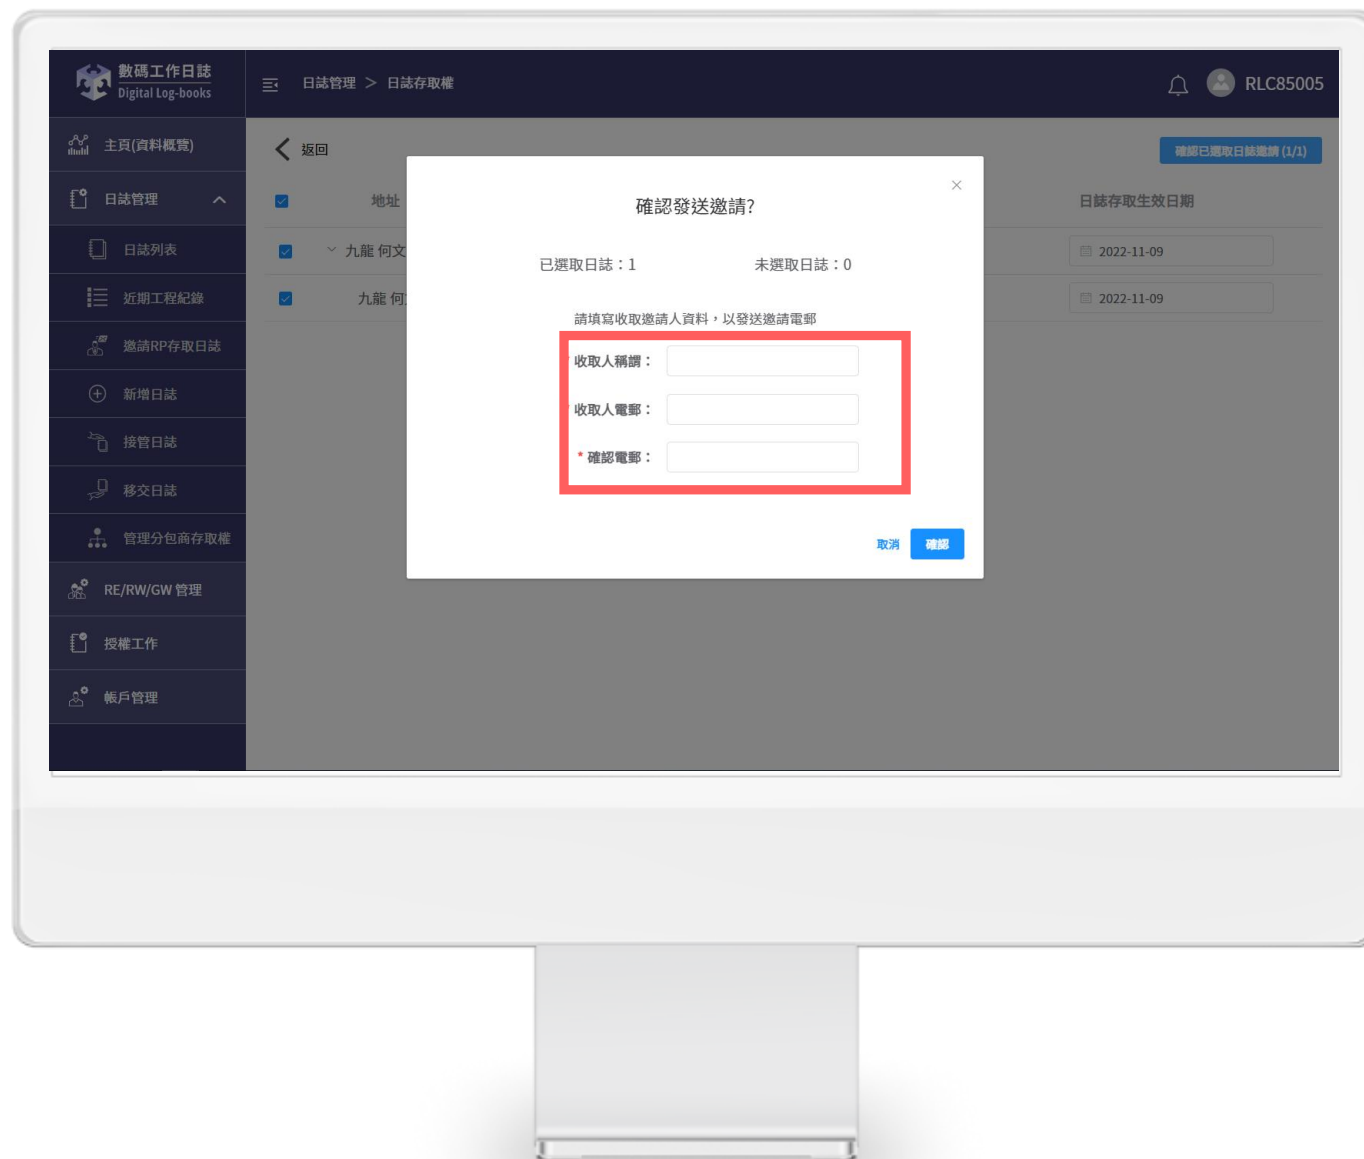 數碼工作日誌
Digital Log-books
日誌管理 > 日誌存取權
RLC85005
主頁(資料概覽)
日誌管理
日誌列表
近期工程紀錄
邀請RP存取日誌
新增日誌
接管日誌
移交日誌
管理分包商存取權
RE/RW/GW 管理
授權工作
帳戶管理
返回
確認已選取日誌邀請 (1/1)
地址
日誌存取生效日期
九龍 何文
2022-11-09
九龍 何
2022-11-09
確認發送邀請?
已選取日誌：1
未選取日誌：0
請填寫收取邀請人資料，以發送邀請電郵
收取人稱謂：
收取人電郵：
* 確認電郵：
取消
確認